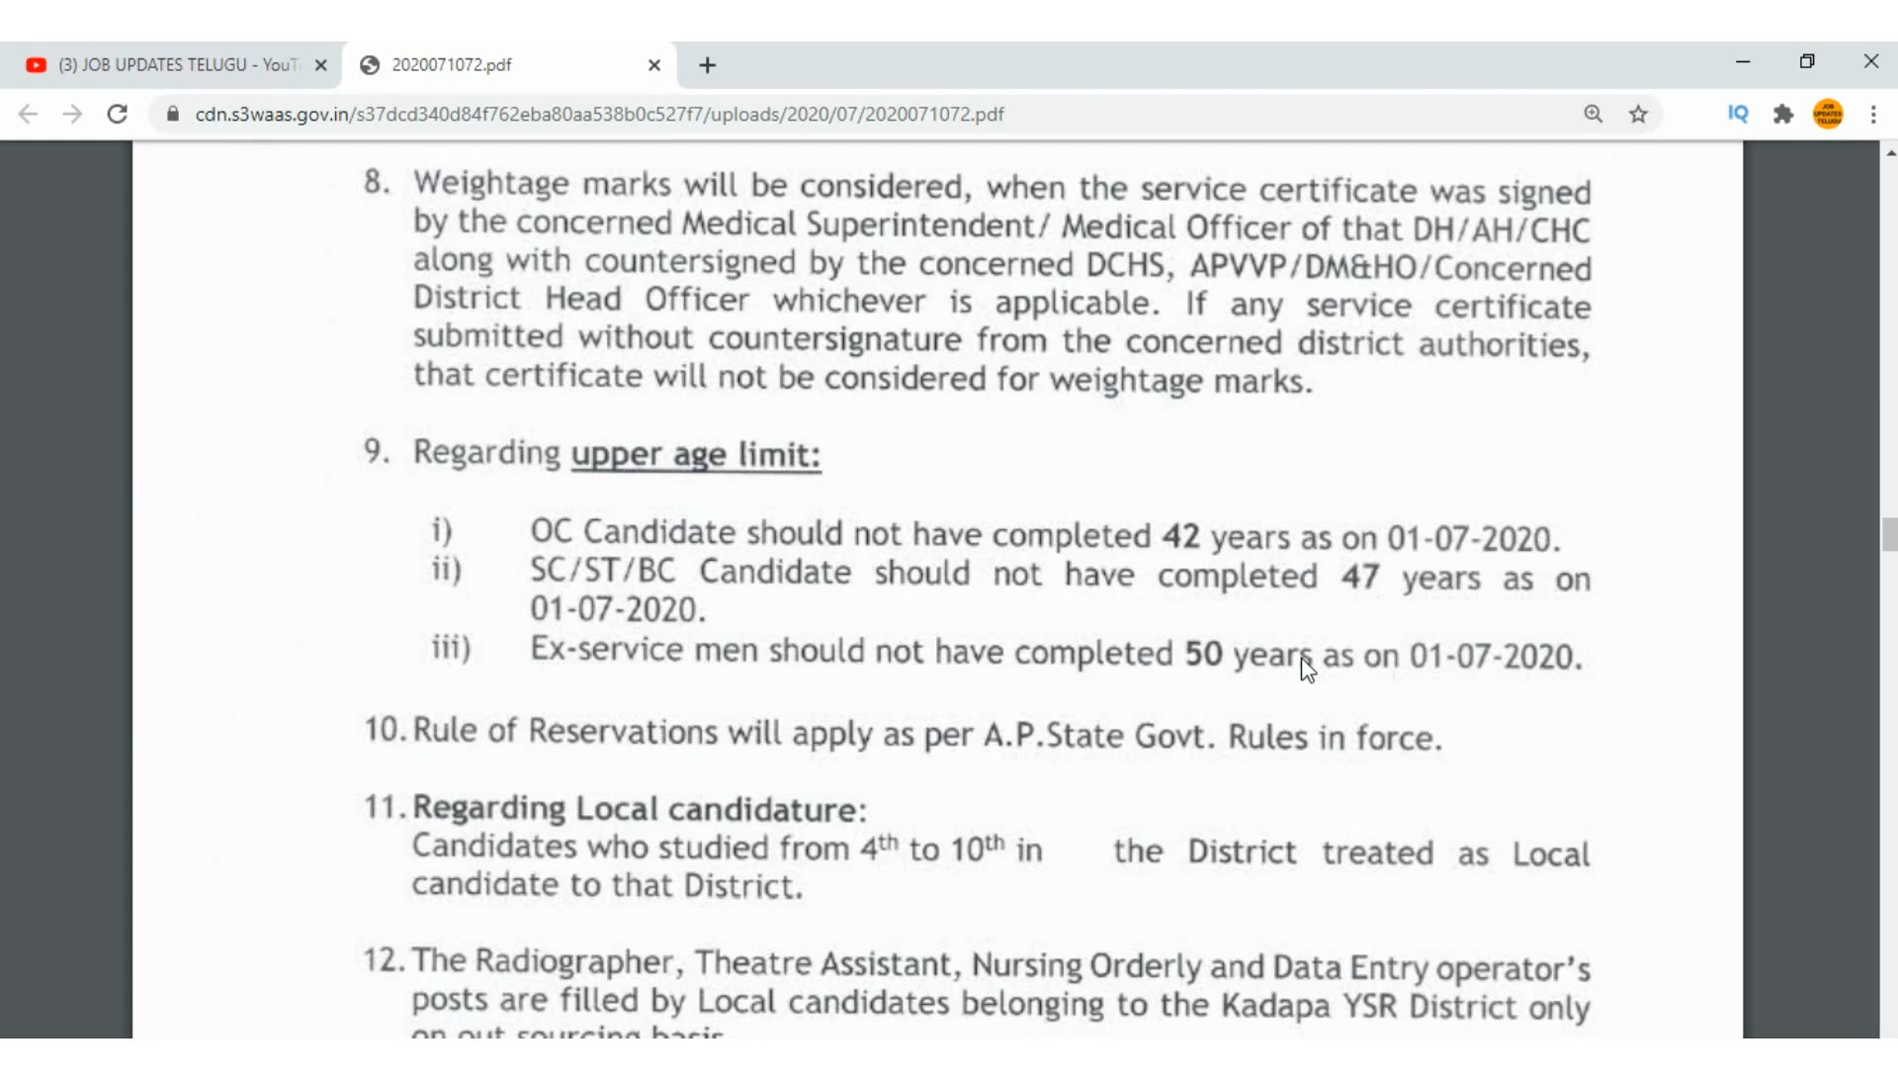 (3) JOB UPDATES TELUGU - YouT
2020071072.pdf
cdn.s3waas.gov.in/s37dcd340d84f762eba80aa538b0c527f7/uploads/2020/07/2020071072.pdf
IQ
JOB UPDATES TELUGU
8. Weightage marks will be considered, when the service certificate was signed
by the concerned Medical Superintendent/ Medical Officer of that DH/AH/CHC
along with countersigned by the concerned DCHS, APVVP/DM&HO/Concerned
District Head Officer whichever is applicable. If any service certificate
submitted without countersignature from the concerned district authorities,
that certificate will not be considered for weightage marks.
9. Regarding upper age limit:
i) OC Candidate should not have completed 42 years as on 01-07-2020.
ii) SC/ST/BC Candidate should not have completed 47 years as on
01-07-2020.
iii) Ex-service men should not have completed 50 years as on 01-07-2020.
10. Rule of Reservations will apply as per A.P.State Govt. Rules in force.
11. Regarding Local candidature:
Candidates who studied from 4th to 10th in the District treated as Local
candidate to that District.
12. The Radiographer, Theatre Assistant, Nursing Orderly and Data Entry operator's
posts are filled by Local candidates belonging to the Kadapa YSR District only
on out sourcing basis